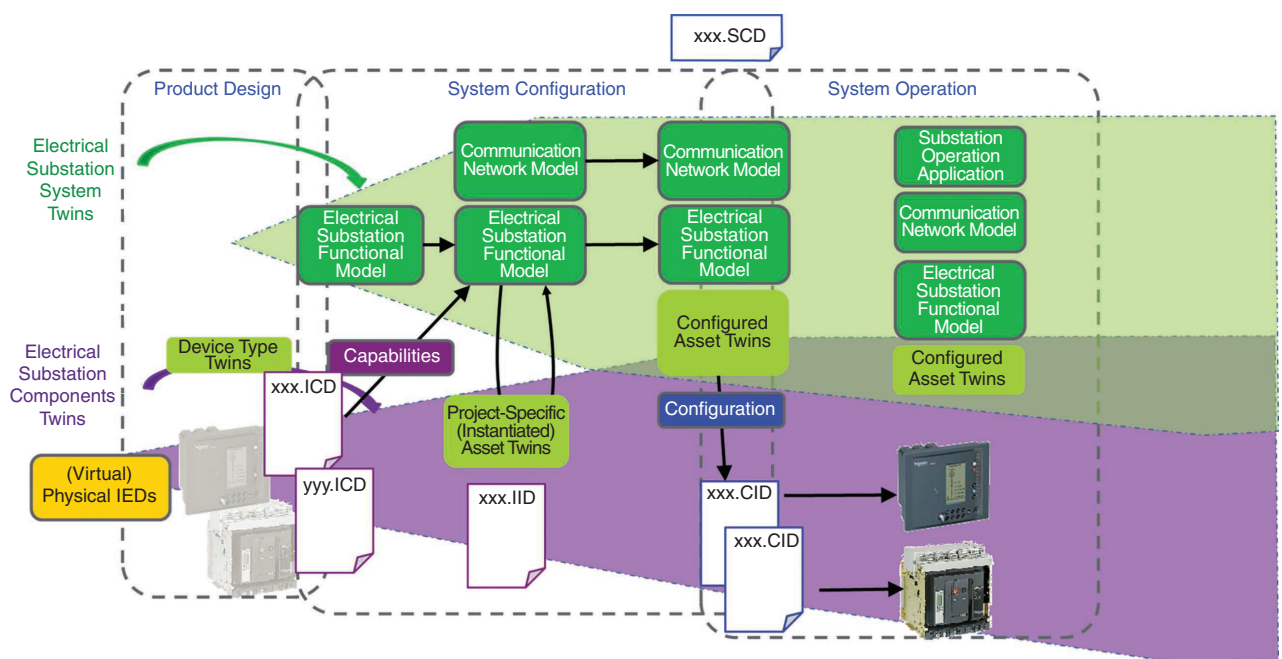 xxx.SCD
Product Design
System Configuration
System Operation
Electrical
Substation
System
Twins
Communication
Network Model
Communication
Network Model
Substation
Operation
Application
Electrical
Substation
Functional
Model
Electrical
Substation
Functional
Model
Electrical
Substation
Functional
Model
Communication
Network Model
Electrical
Substation
Functional
Model
Configured
Asset Twins
Configured
Asset Twins
Electrical
Substation
Components
Twins
Device Type
Twins
Capabilities
xxx.ICD
Project-Specific
(Instantiated)
Asset Twins
Configuration
(Virtual)
Physical IEDs
yyy.ICD
xxx.IID
xxx.CID
xxx.CID